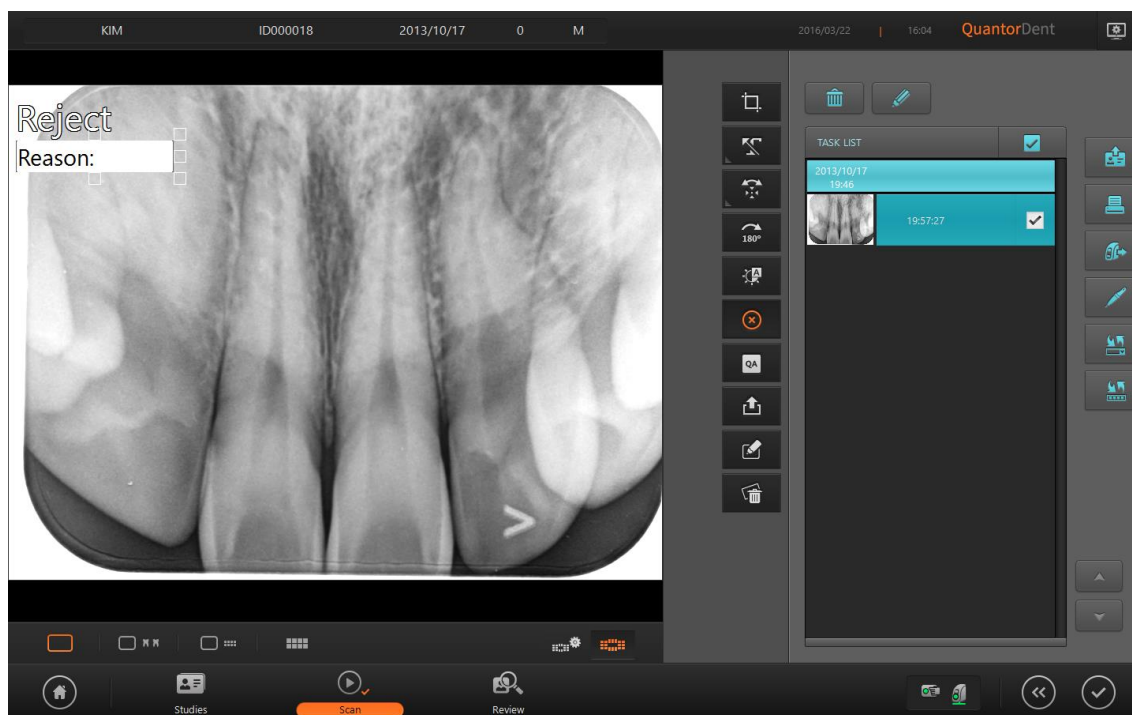 KIM ID000018 2013/10/17 0 M 2016/03/22 | 16:04 QuantorDent
Reject
Reason:
180°
A
QA
TASK LIST
2013/10/17
19:46
19:57:27
>
Studies Scan Review